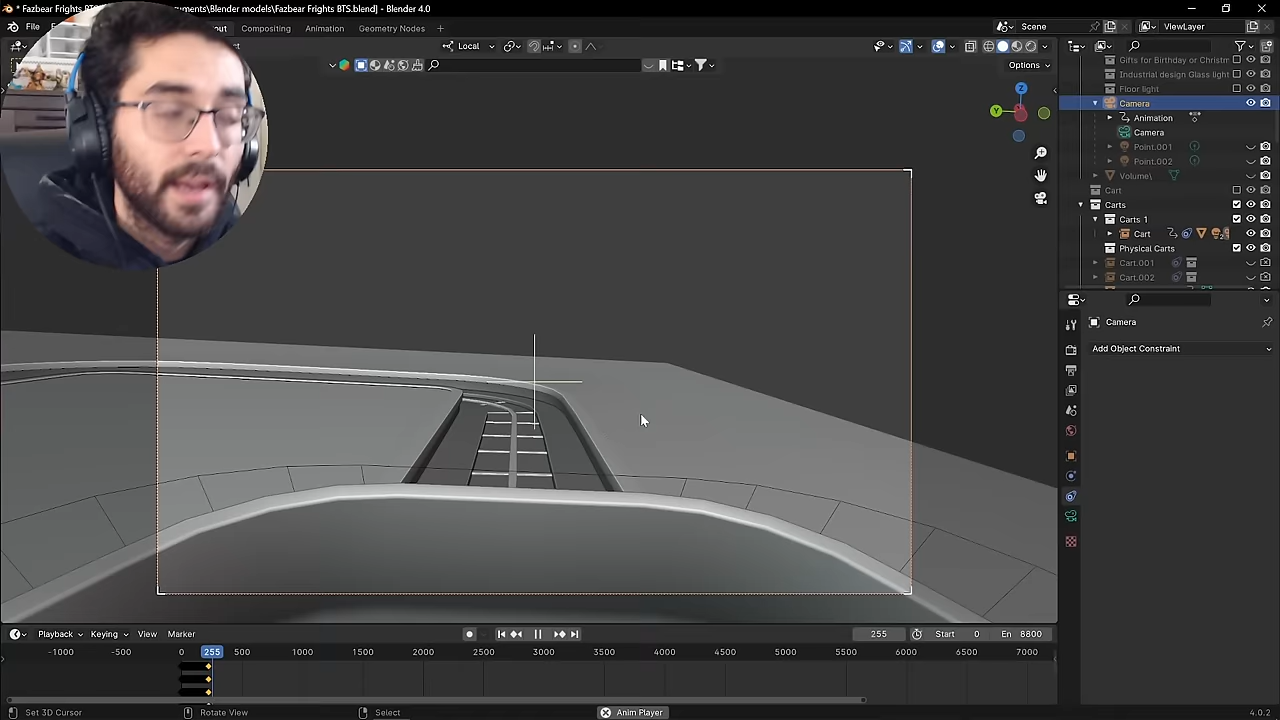 * Fazbear Frights BTS
uments\Blender models\Fazbear Frights BTS.blend] - Blender 4.0
File
out
Compositing
Animation
Geometry Nodes
+
Scene
ViewLayer
Local
Options
Gifts for Birthday or Christm
Industrial design Glass light
Floor light
Camera
Animation
Camera
Point.001
Point.002
Volume\
Cart
Carts
Carts 1
Cart
Physical Carts
Cart.001
Cart.002
Z
Y
Camera
Add Object Constraint
Playback
Keying
View
Marker
255
Start
0
En
8800
-1000
-500
0
255
500
1000
1500
2000
2500
3000
3500
4000
4500
5000
5500
6000
6500
7000
Set 3D Cursor
Rotate View
Select
Anim Player
4.0.2